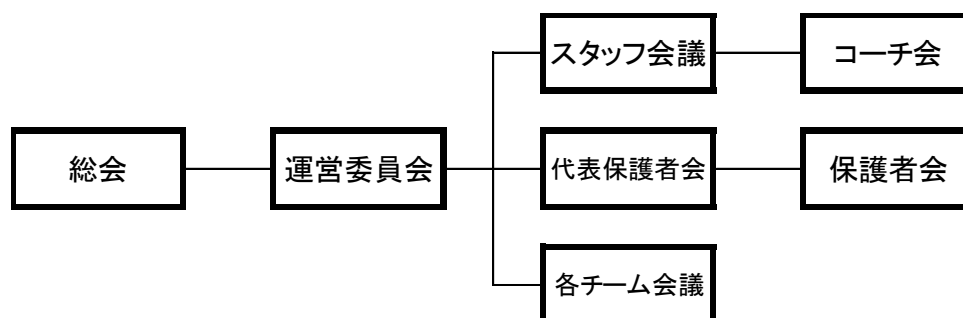 スタッフ会議
コーチ会
総会
運営委員会
代表保護者会
保護者会
各チーム会議